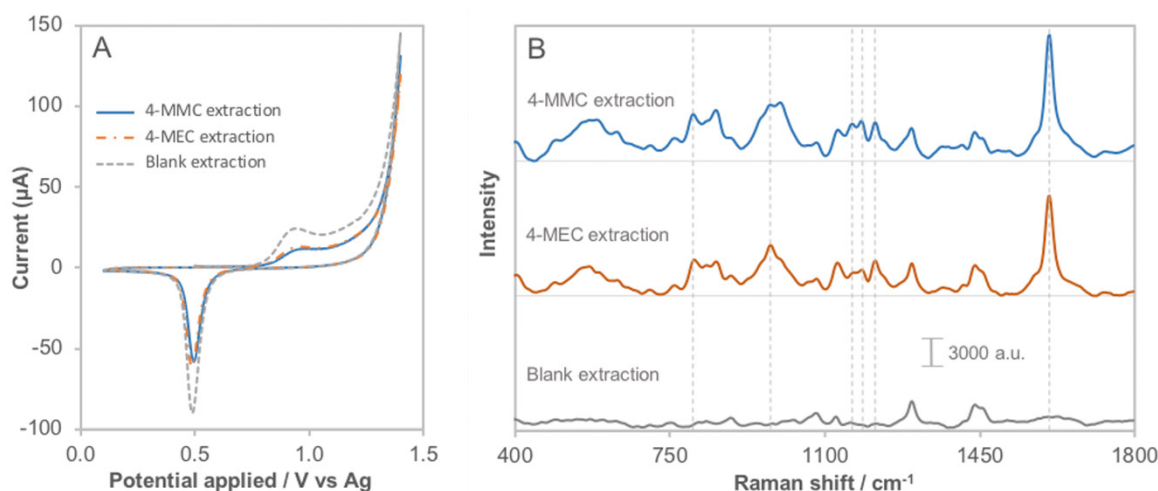 A
150
100
50
0
-50
-100
Current (µA)
4-MMC extraction
4-MEC extraction
Blank extraction
0.0
0.5
1.0
1.5
Potential applied / V vs Ag
B
Intensity
4-MMC extraction
4-MEC extraction
3000 a.u.
Blank extraction
400
750
1100
1450
1800
Raman shift / cm⁻¹